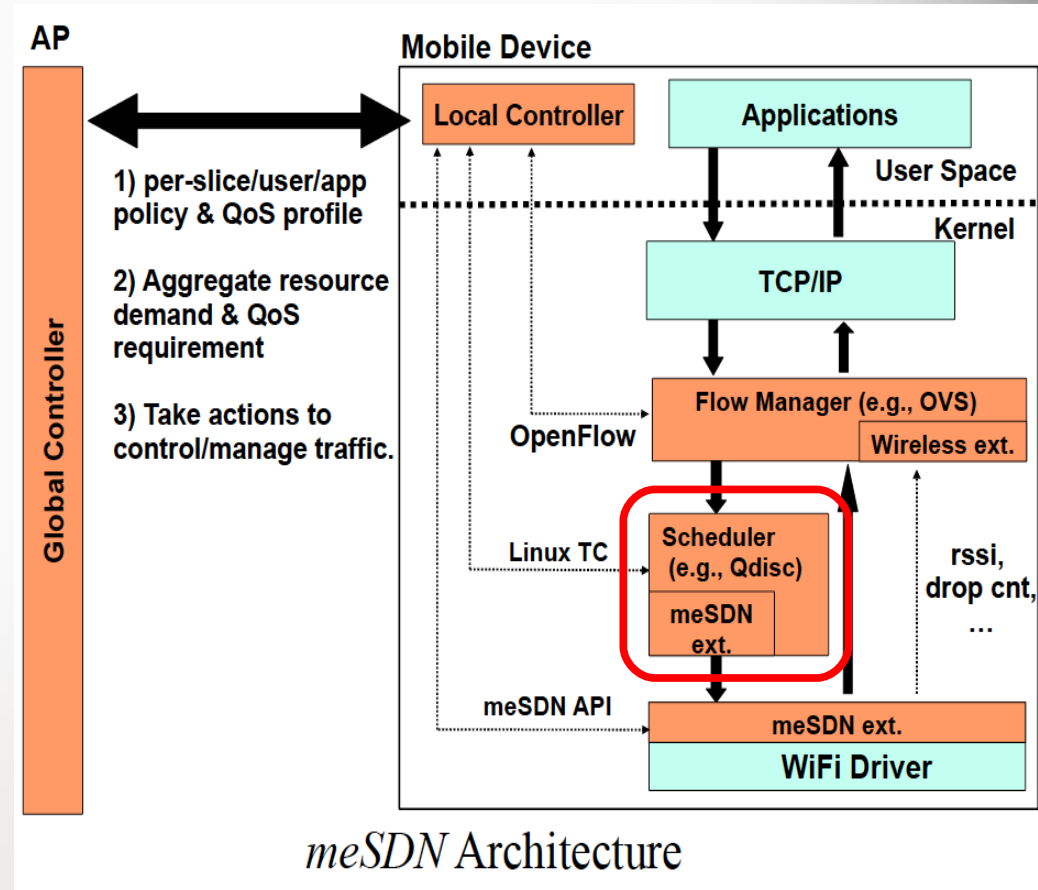 AP
Mobile Device
Global Controller
1) per-slice/user/app
policy & QoS profile
2) Aggregate resource
demand & QoS
requirement
3) Take actions to
control/manage traffic.
Local Controller
Applications
User Space
Kernel
TCP/IP
Flow Manager (e.g., OVS)
Wireless ext.
OpenFlow
Scheduler
(e.g., Qdisc)
meSDN
ext.
Linux TC
rssi,
drop cnt,
…
meSDN API
meSDN ext.
WiFi Driver
meSDN Architecture